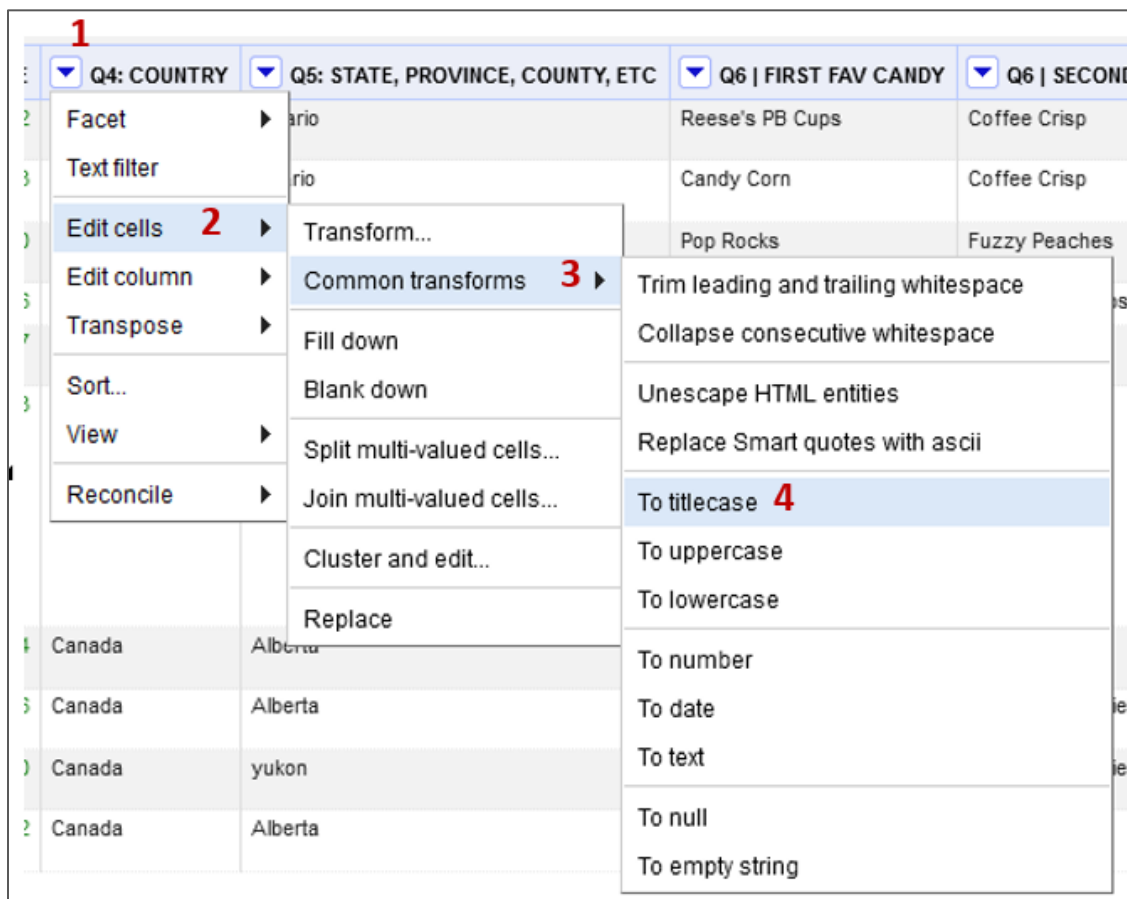 1
Q4: COUNTRY Q5: STATE, PROVINCE, COUNTY, ETC Q6 | FIRST FAV CANDY Q6 | SECOND
Facet
Text filter
Edit cells 2
Edit column
Transpose
Sort...
View
Reconcile
Transform...
Common transforms 3
Fill down
Blank down
Split multi-valued cells...
Join multi-valued cells...
Cluster and edit...
Replace
Trim leading and trailing whitespace
Collapse consecutive whitespace
Unescape HTML entities
Replace Smart quotes with ascii
To titlecase 4
To uppercase
To lowercase
To number
To date
To text
To null
To empty string
ario Reese's PB Cups Coffee Crisp
rio Candy Corn Coffee Crisp
Pop Rocks Fuzzy Peaches
Canada Alberta
Canada Alberta
Canada yukon
Canada Alberta